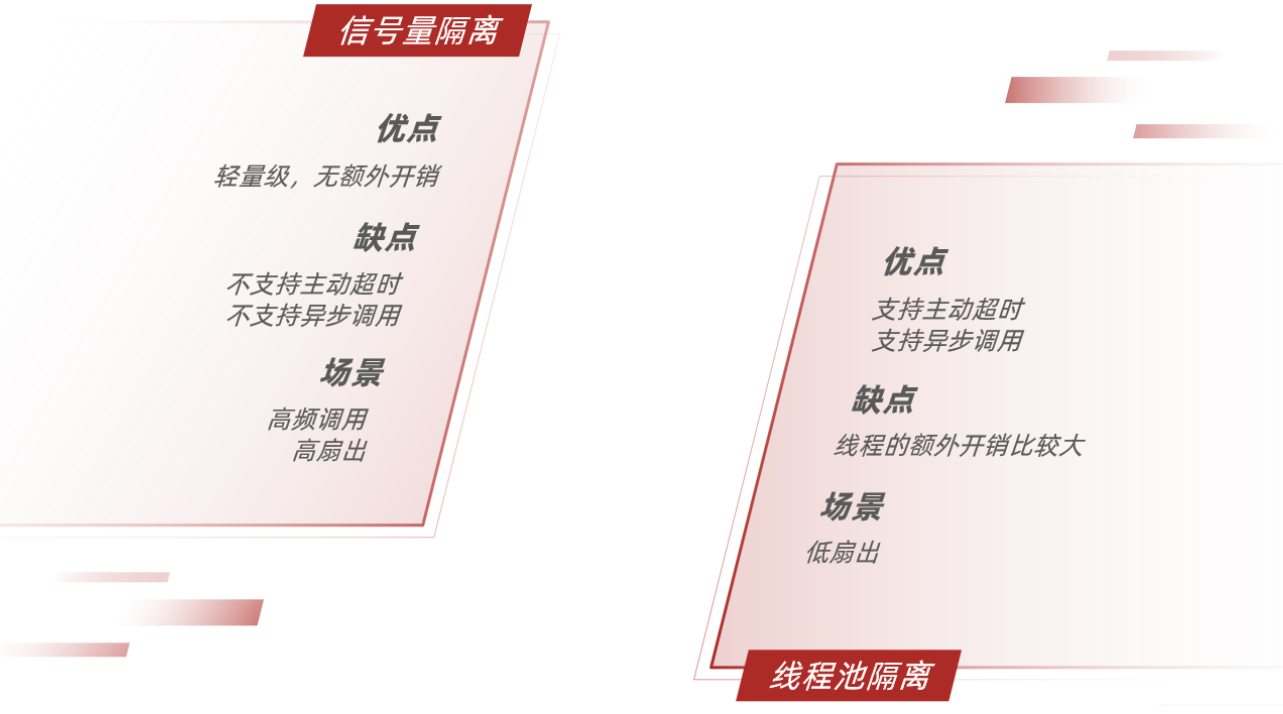 信号量隔离
优点
轻量级，无额外开销
缺点
不支持主动超时
不支持异步调用
场景
高频调用
高扇出
优点
支持主动超时
支持异步调用
缺点
线程的额外开销比较大
场景
低扇出
线程池隔离